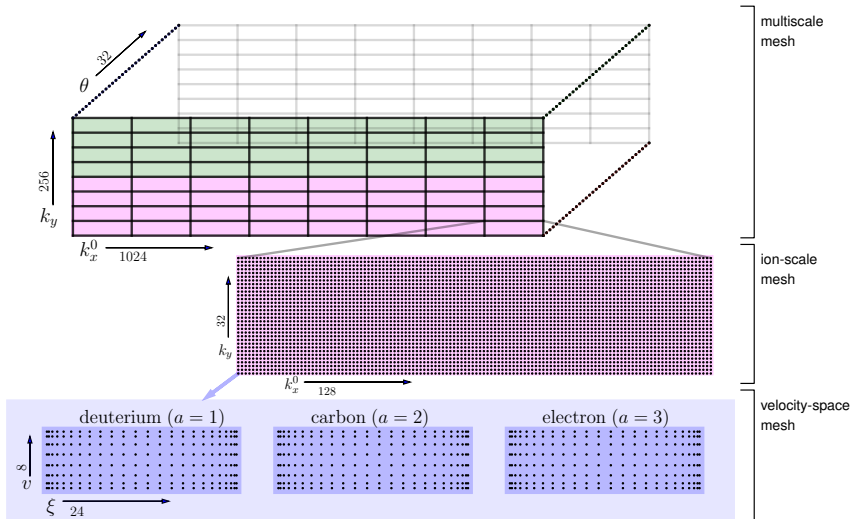 multiscale
mesh
32
θ
256
k_y
k_x^0
1024
ion-scale
mesh
32
k_y
k_x^0
128
velocity-space
mesh
deuterium (a = 1)
carbon (a = 2)
electron (a = 3)
8
v
ξ
24